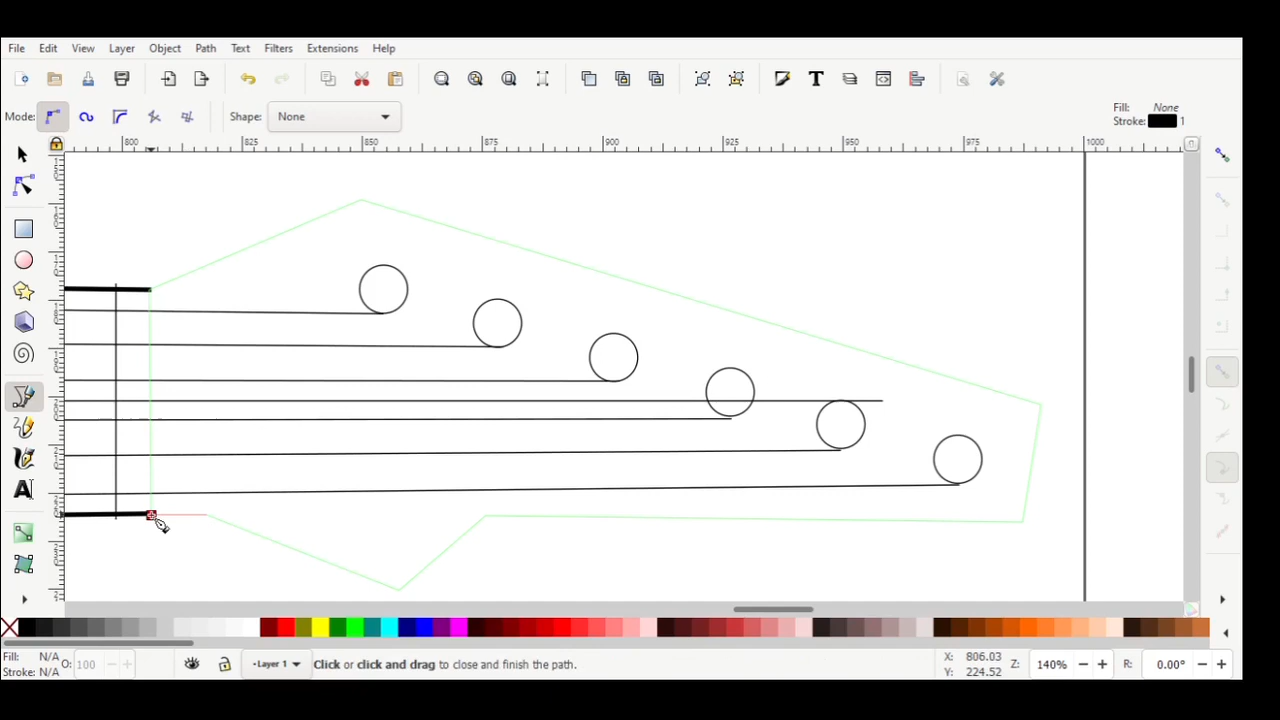 File Edit View Layer Object Path Text Filters Extensions Help
Mode: Shape: None
Fill: None
Stroke: 1
800 825 850 875 900 925 950 975 1000
A
Fill: N/A
Stroke: N/A
O: 100
Layer 1
Click or click and drag to close and finish the path.
X: 806.03
Y: 224.52
Z: 140%
R: 0.00°